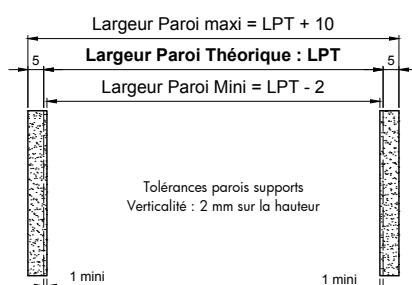 Largeur Paroi maxi = LPT + 10
5 Largeur Paroi Théorique : LPT 5
Largeur Paroi Mini = LPT - 2
Tolérances parois supports
Verticalité : 2 mm sur la hauteur
1 mini 1 mini